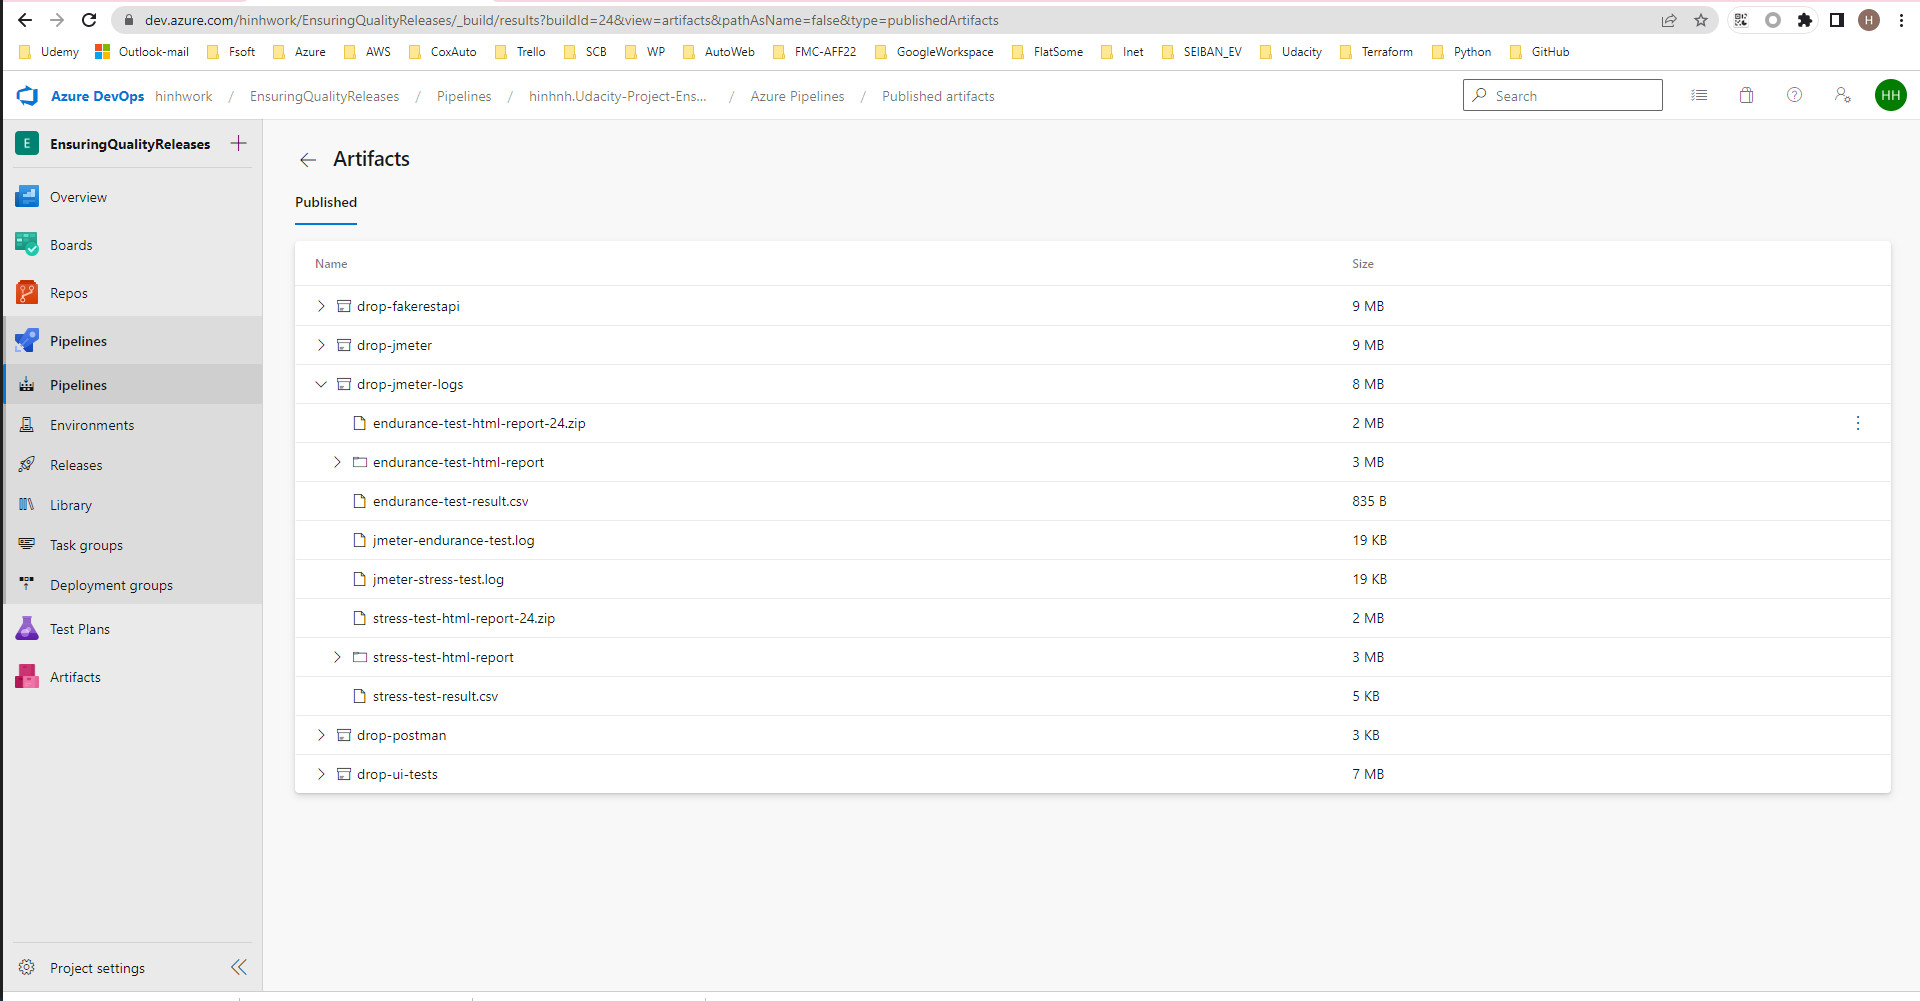 dev.azure.com/hinhwork/EnsuringQualityReleases/_build/results?buildId=24&view=artifacts&pathAsName=false&type=publishedArtifacts
H
Udemy Outlook-mail Fsoft Azure AWS CoxAuto Trello SCB WP AutoWeb FMC-AFF22 GoogleWorkspace FlatSome Inet SEIBAN_EV Udacity Terraform Python GitHub
Azure DevOps hinhwork / EnsuringQualityReleases / Pipelines / hinhnh.Udacity-Project-Ens... / Azure Pipelines / Published artifacts
Search
HH
E EnsuringQualityReleases
Overview
Boards
Repos
Pipelines
Pipelines
Environments
Releases
Library
Task groups
Deployment groups
Test Plans
Artifacts
Project settings
Artifacts
Published
Name Size
drop-fakerestapi 9 MB
drop-jmeter 9 MB
drop-jmeter-logs 8 MB
endurance-test-html-report-24.zip 2 MB
endurance-test-html-report 3 MB
endurance-test-result.csv 835 B
jmeter-endurance-test.log 19 KB
jmeter-stress-test.log 19 KB
stress-test-html-report-24.zip 2 MB
stress-test-html-report 3 MB
stress-test-result.csv 5 KB
drop-postman 3 KB
drop-ui-tests 7 MB